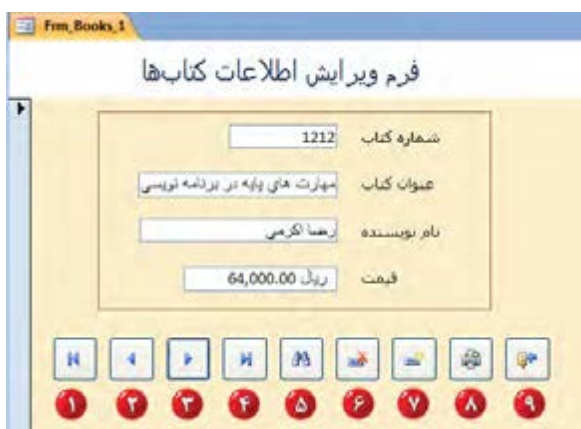 Frm_Books_1
فرم ویرایش اطلاعات کتاب‌ها
شماره کتاب 1212
عنوان کتاب مهارت های پایه در برنامه نویسی
نام نویسنده رضا اکرمی
قیمت ریال 64,000.00
۱ ۲ ۳ ۴ ۵ ۶ ۷ ۸ ۹